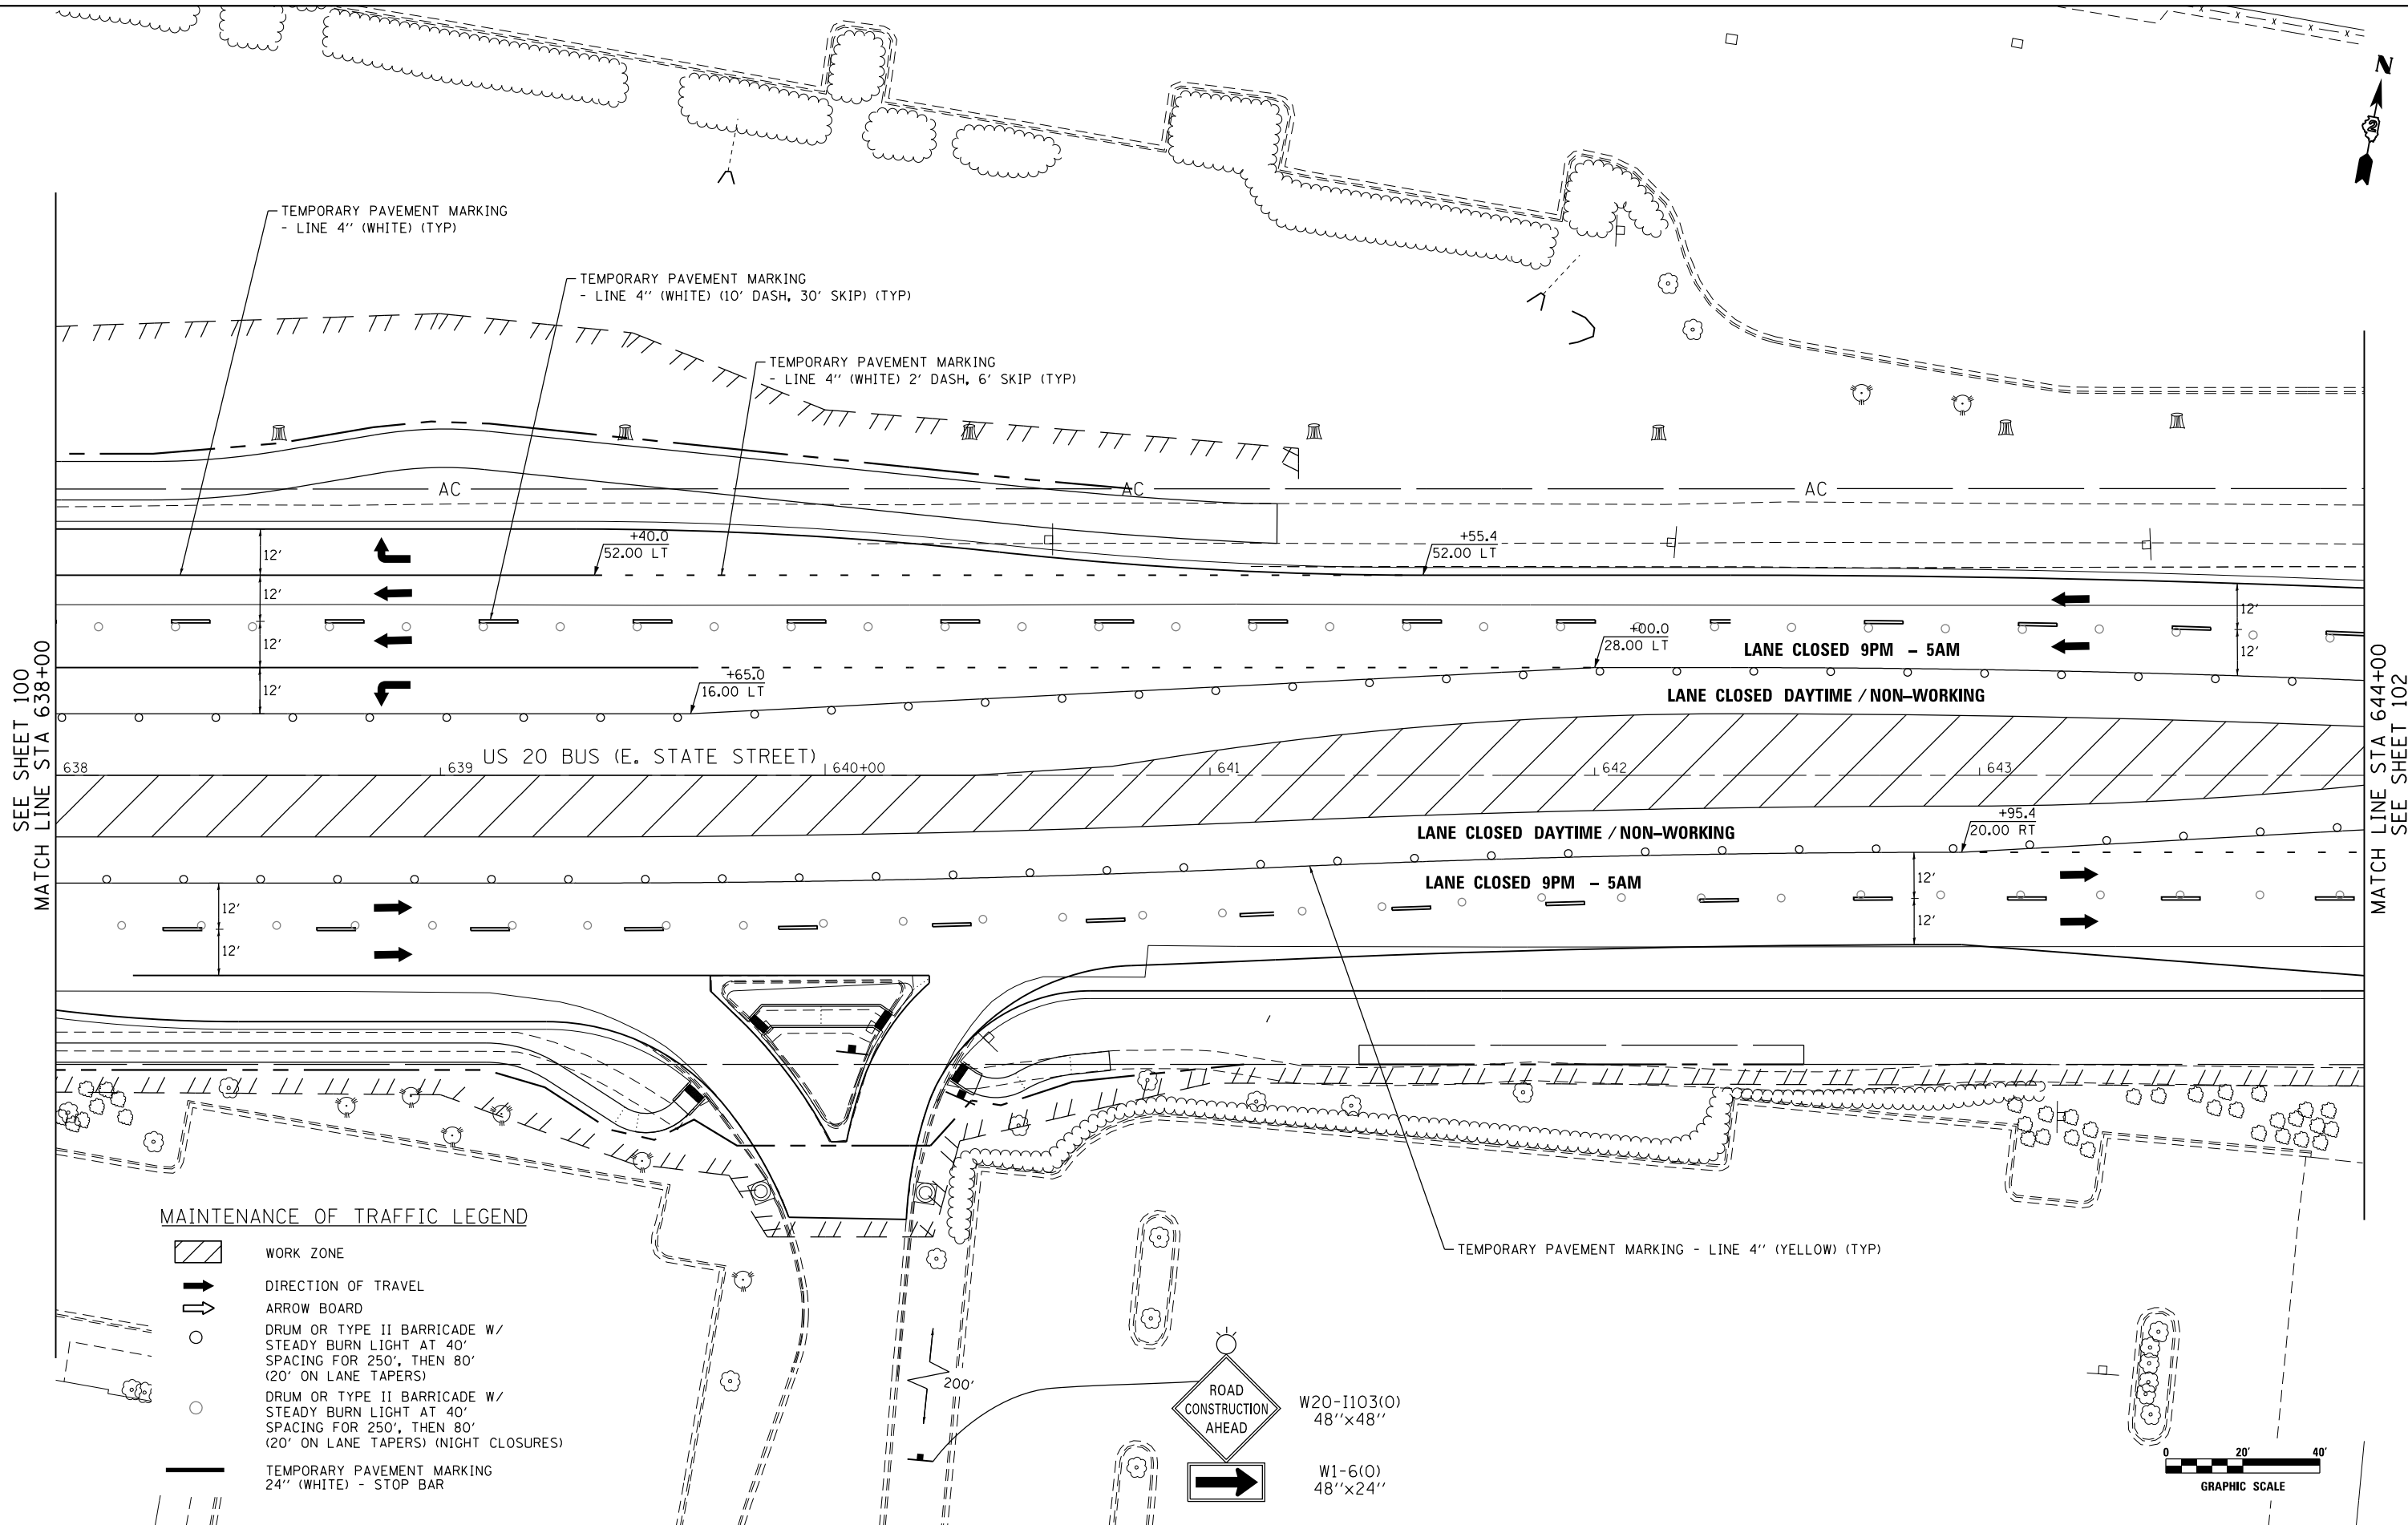 N
2
TEMPORARY PAVEMENT MARKING
- LINE 4'' (WHITE) (TYP)
TEMPORARY PAVEMENT MARKING
- LINE 4'' (WHITE) (10' DASH, 30' SKIP) (TYP)
TEMPORARY PAVEMENT MARKING
- LINE 4'' (WHITE) 2' DASH, 6' SKIP (TYP)
AC
AC
AC
12'
12'
12'
12'
+40.0
52.00 LT
+55.4
52.00 LT
+00.0
28.00 LT
+65.0
16.00 LT
12'
12'
LANE CLOSED 9PM - 5AM
LANE CLOSED DAYTIME / NON-WORKING
US 20 BUS (E. STATE STREET)
638
639
640+00
641
642
643
SEE SHEET 100
MATCH LINE STA 638+00
MATCH LINE STA 644+00
SEE SHEET 102
LANE CLOSED DAYTIME / NON-WORKING
+95.4
20.00 RT
LANE CLOSED 9PM - 5AM
12'
12'
12'
12'
TEMPORARY PAVEMENT MARKING - LINE 4'' (YELLOW) (TYP)
MAINTENANCE OF TRAFFIC LEGEND
WORK ZONE
DIRECTION OF TRAVEL
ARROW BOARD
DRUM OR TYPE II BARRICADE W/
STEADY BURN LIGHT AT 40'
SPACING FOR 250', THEN 80'
(20' ON LANE TAPERS)
DRUM OR TYPE II BARRICADE W/
STEADY BURN LIGHT AT 40'
SPACING FOR 250', THEN 80'
(20' ON LANE TAPERS) (NIGHT CLOSURES)
TEMPORARY PAVEMENT MARKING
24'' (WHITE) - STOP BAR
200'
ROAD
CONSTRUCTION
AHEAD
W20-I103(O)
48''x48''
W1-6(O)
48''x24''
0 20' 40'
GRAPHIC SCALE